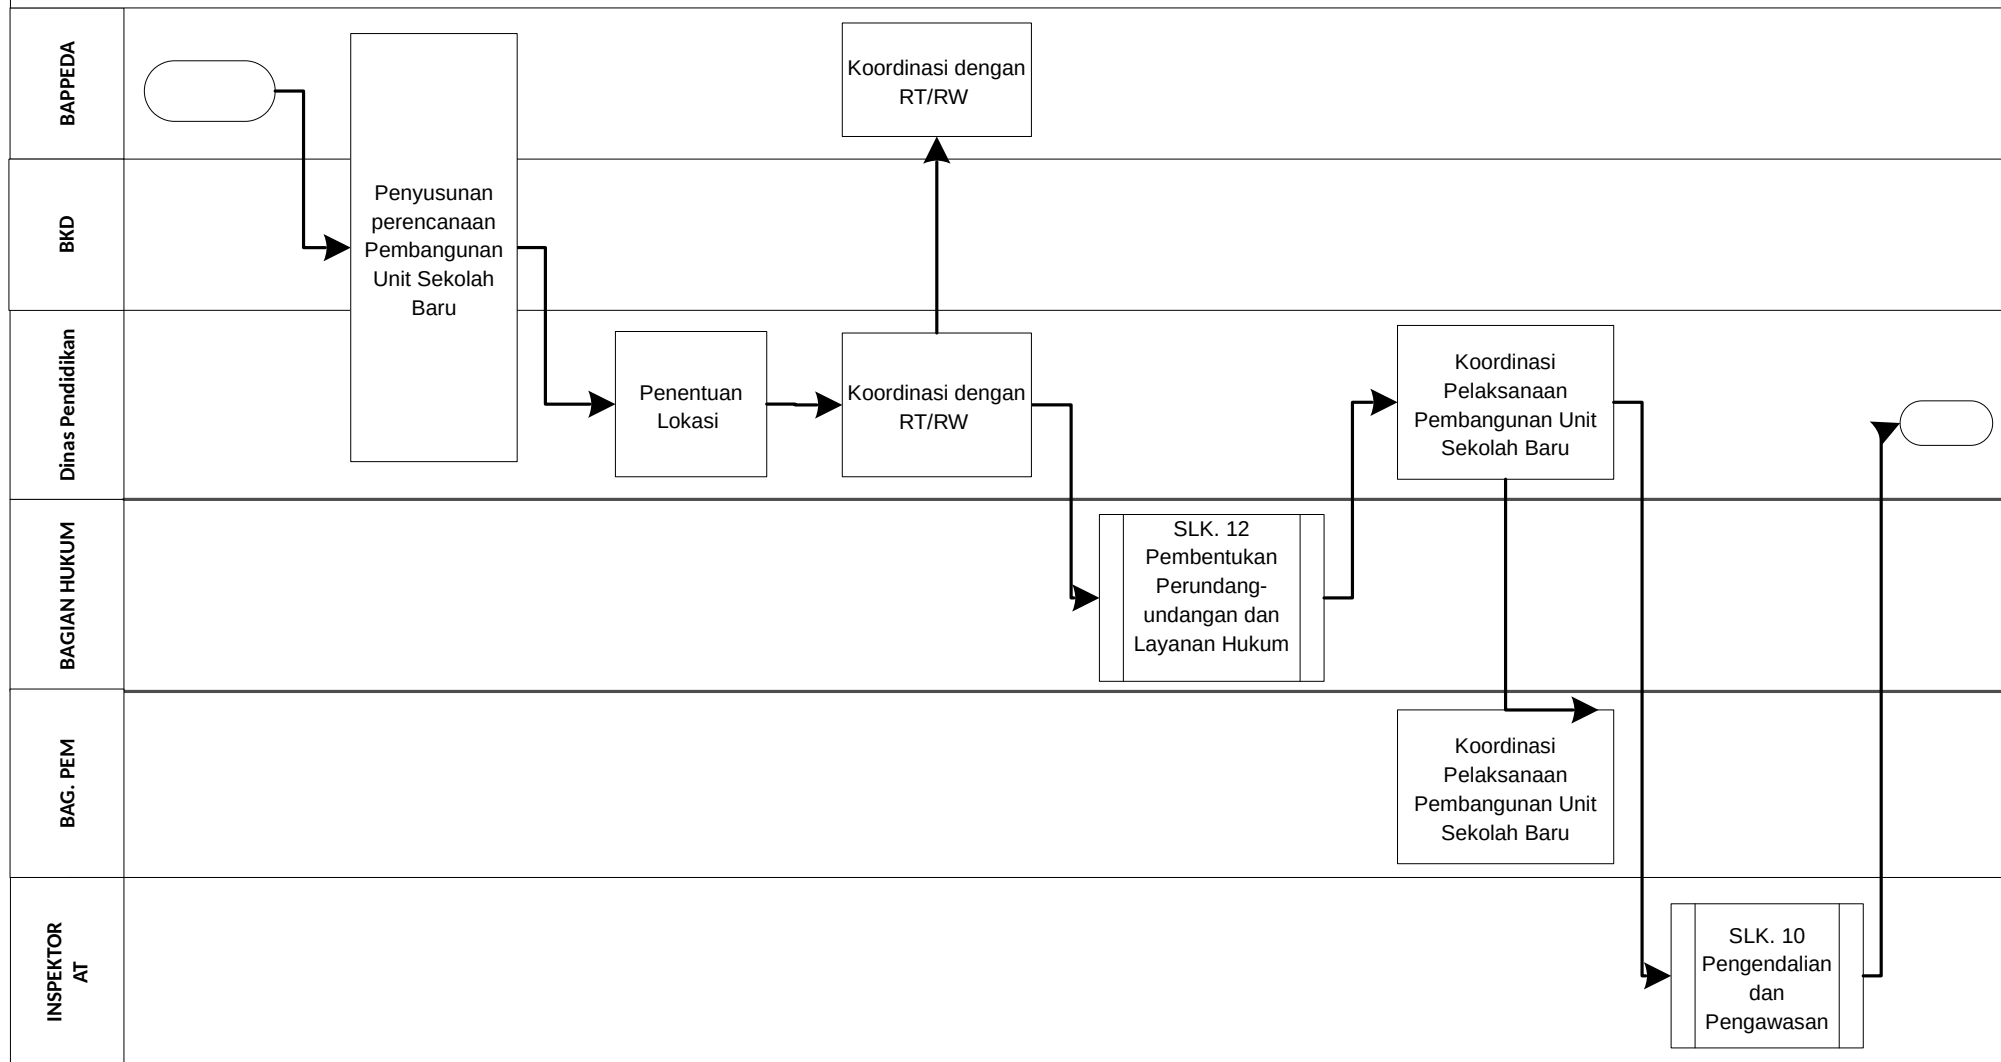 BAPPEDA
Koordinasi dengan
RT/RW
BKD
Penyusunan
perencanaan
Pembangunan
Unit Sekolah
Baru
Dinas Pendidikan
Penentuan
Lokasi
Koordinasi dengan
RT/RW
Koordinasi
Pelaksanaan
Pembangunan Unit
Sekolah Baru
BAGIAN HUKUM
SLK. 12
Pembentukan
Perundang-
undangan dan
Layanan Hukum
BAG. PEM
Koordinasi
Pelaksanaan
Pembangunan Unit
Sekolah Baru
INSPEKTOR
AT
SLK. 10
Pengendalian
dan
Pengawasan